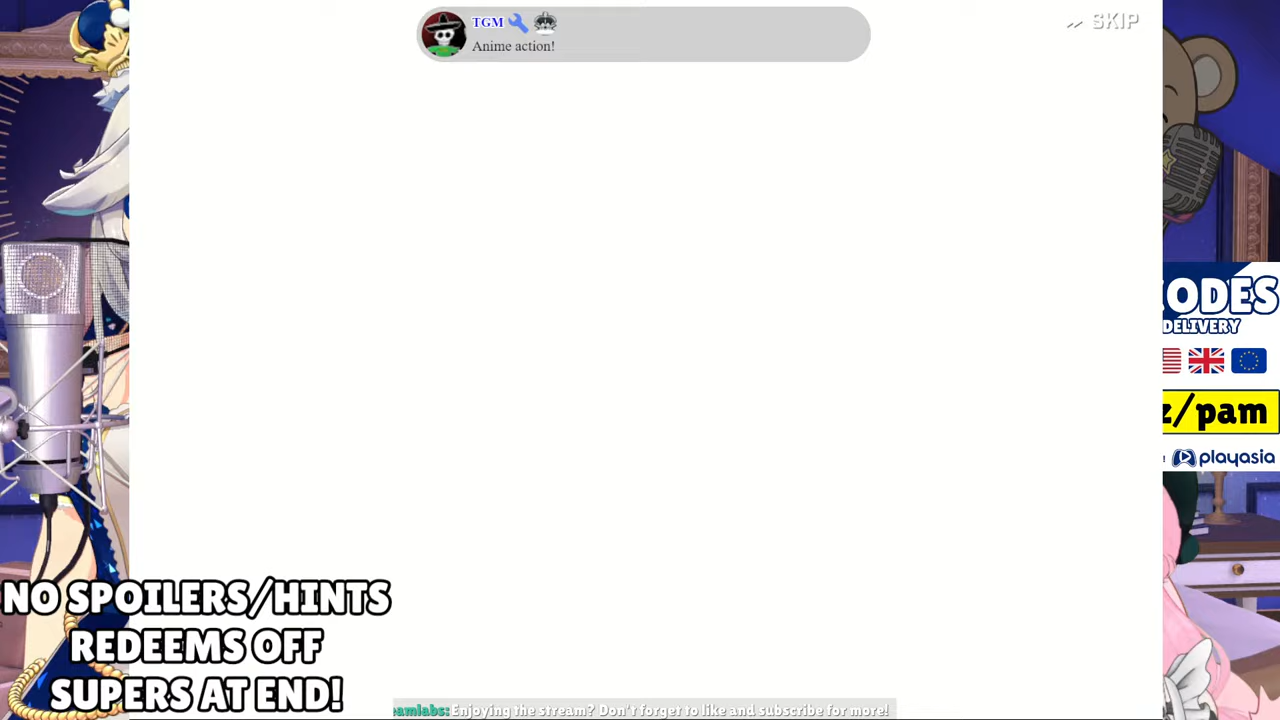 TGM
Anime action!
SKIP
ODES
DELIVERY
z/pam
! playasia
NO SPOILERS/HINTS
REDEEMS OFF
SUPERS AT END!
eamlabs: Enjoying the stream? Don't forget to like and subscribe for more!